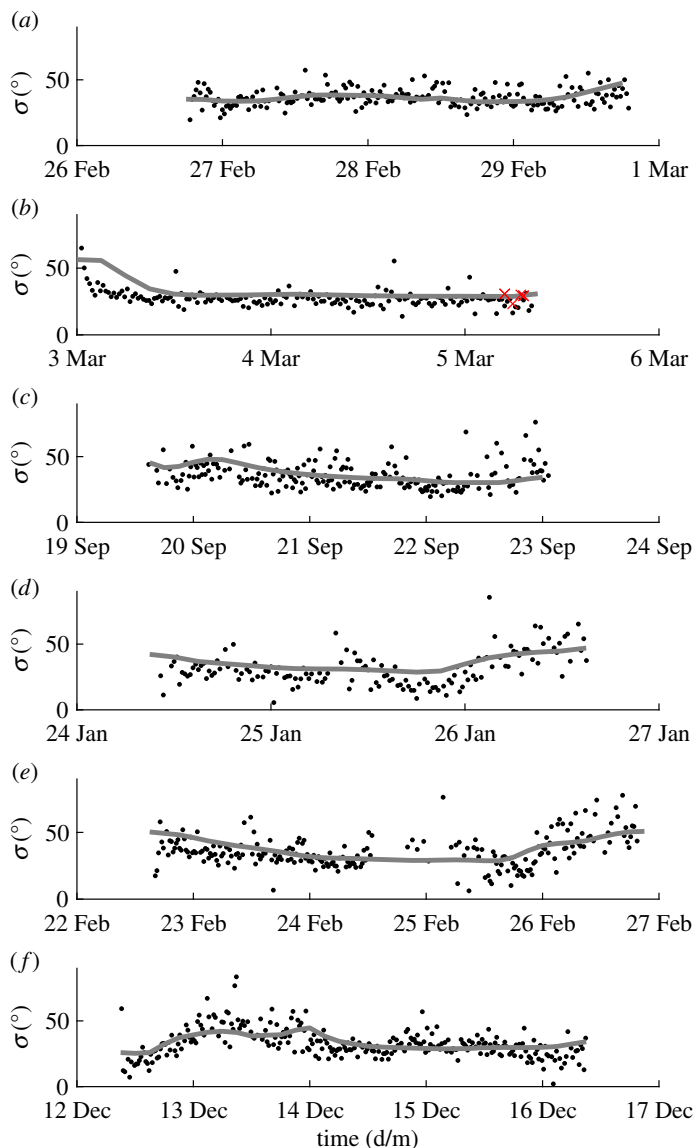 (a)
σ(°)
50
0
26 Feb 27 Feb 28 Feb 29 Feb 1 Mar
(b)
σ(°)
50
0
3 Mar 4 Mar 5 Mar 6 Mar
(c)
σ(°)
50
0
19 Sep 20 Sep 21 Sep 22 Sep 23 Sep 24 Sep
(d)
σ(°)
50
0
24 Jan 25 Jan 26 Jan 27 Jan
(e)
σ(°)
50
0
22 Feb 23 Feb 24 Feb 25 Feb 26 Feb 27 Feb
(f)
σ(°)
50
0
12 Dec 13 Dec 14 Dec 15 Dec 16 Dec 17 Dec
time (d/m)